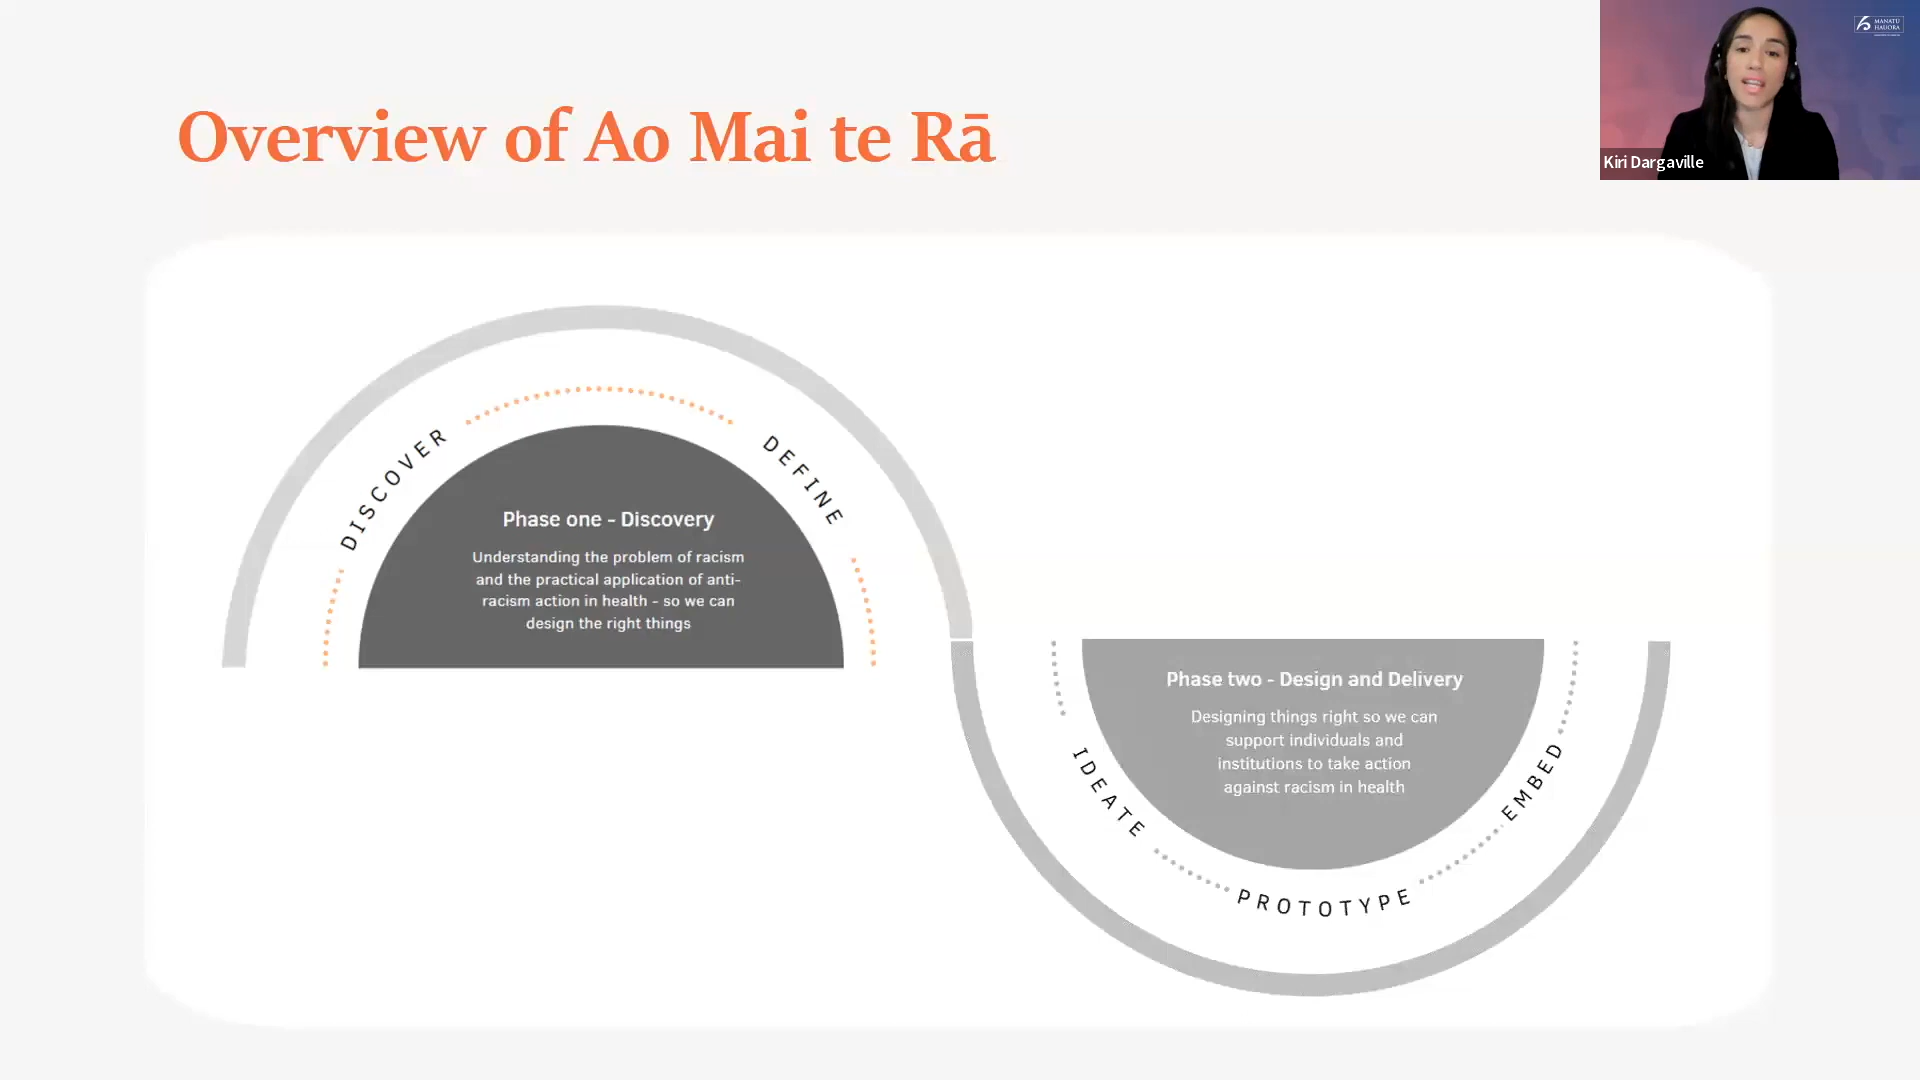 Overview of Ao Mai te Rā
MANATŪ
HAUORA
Kiri Dargaville
DISCOVER
DEFINE
Phase one - Discovery
Understanding the problem of racism
and the practical application of anti-
racism action in health - so we can
design the right things
Phase two - Design and Delivery
Designing things right so we can
support individuals and
institutions to take action
against racism in health
IDEATE
PROTOTYPE
EMBED